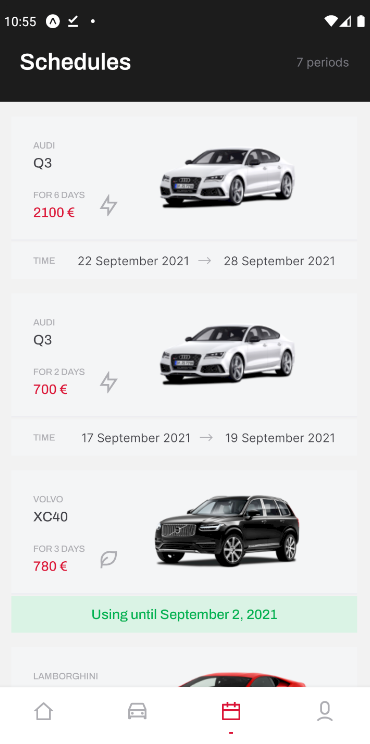 10:55
Schedules
7 periods
AUDI
Q3
FOR 6 DAYS
2100 €
TIME 22 September 2021 → 28 September 2021
AUDI
Q3
FOR 2 DAYS
700 €
TIME 17 September 2021 → 19 September 2021
VOLVO
XC40
FOR 3 DAYS
780 €
Using until September 2, 2021
LAMBORGHINI